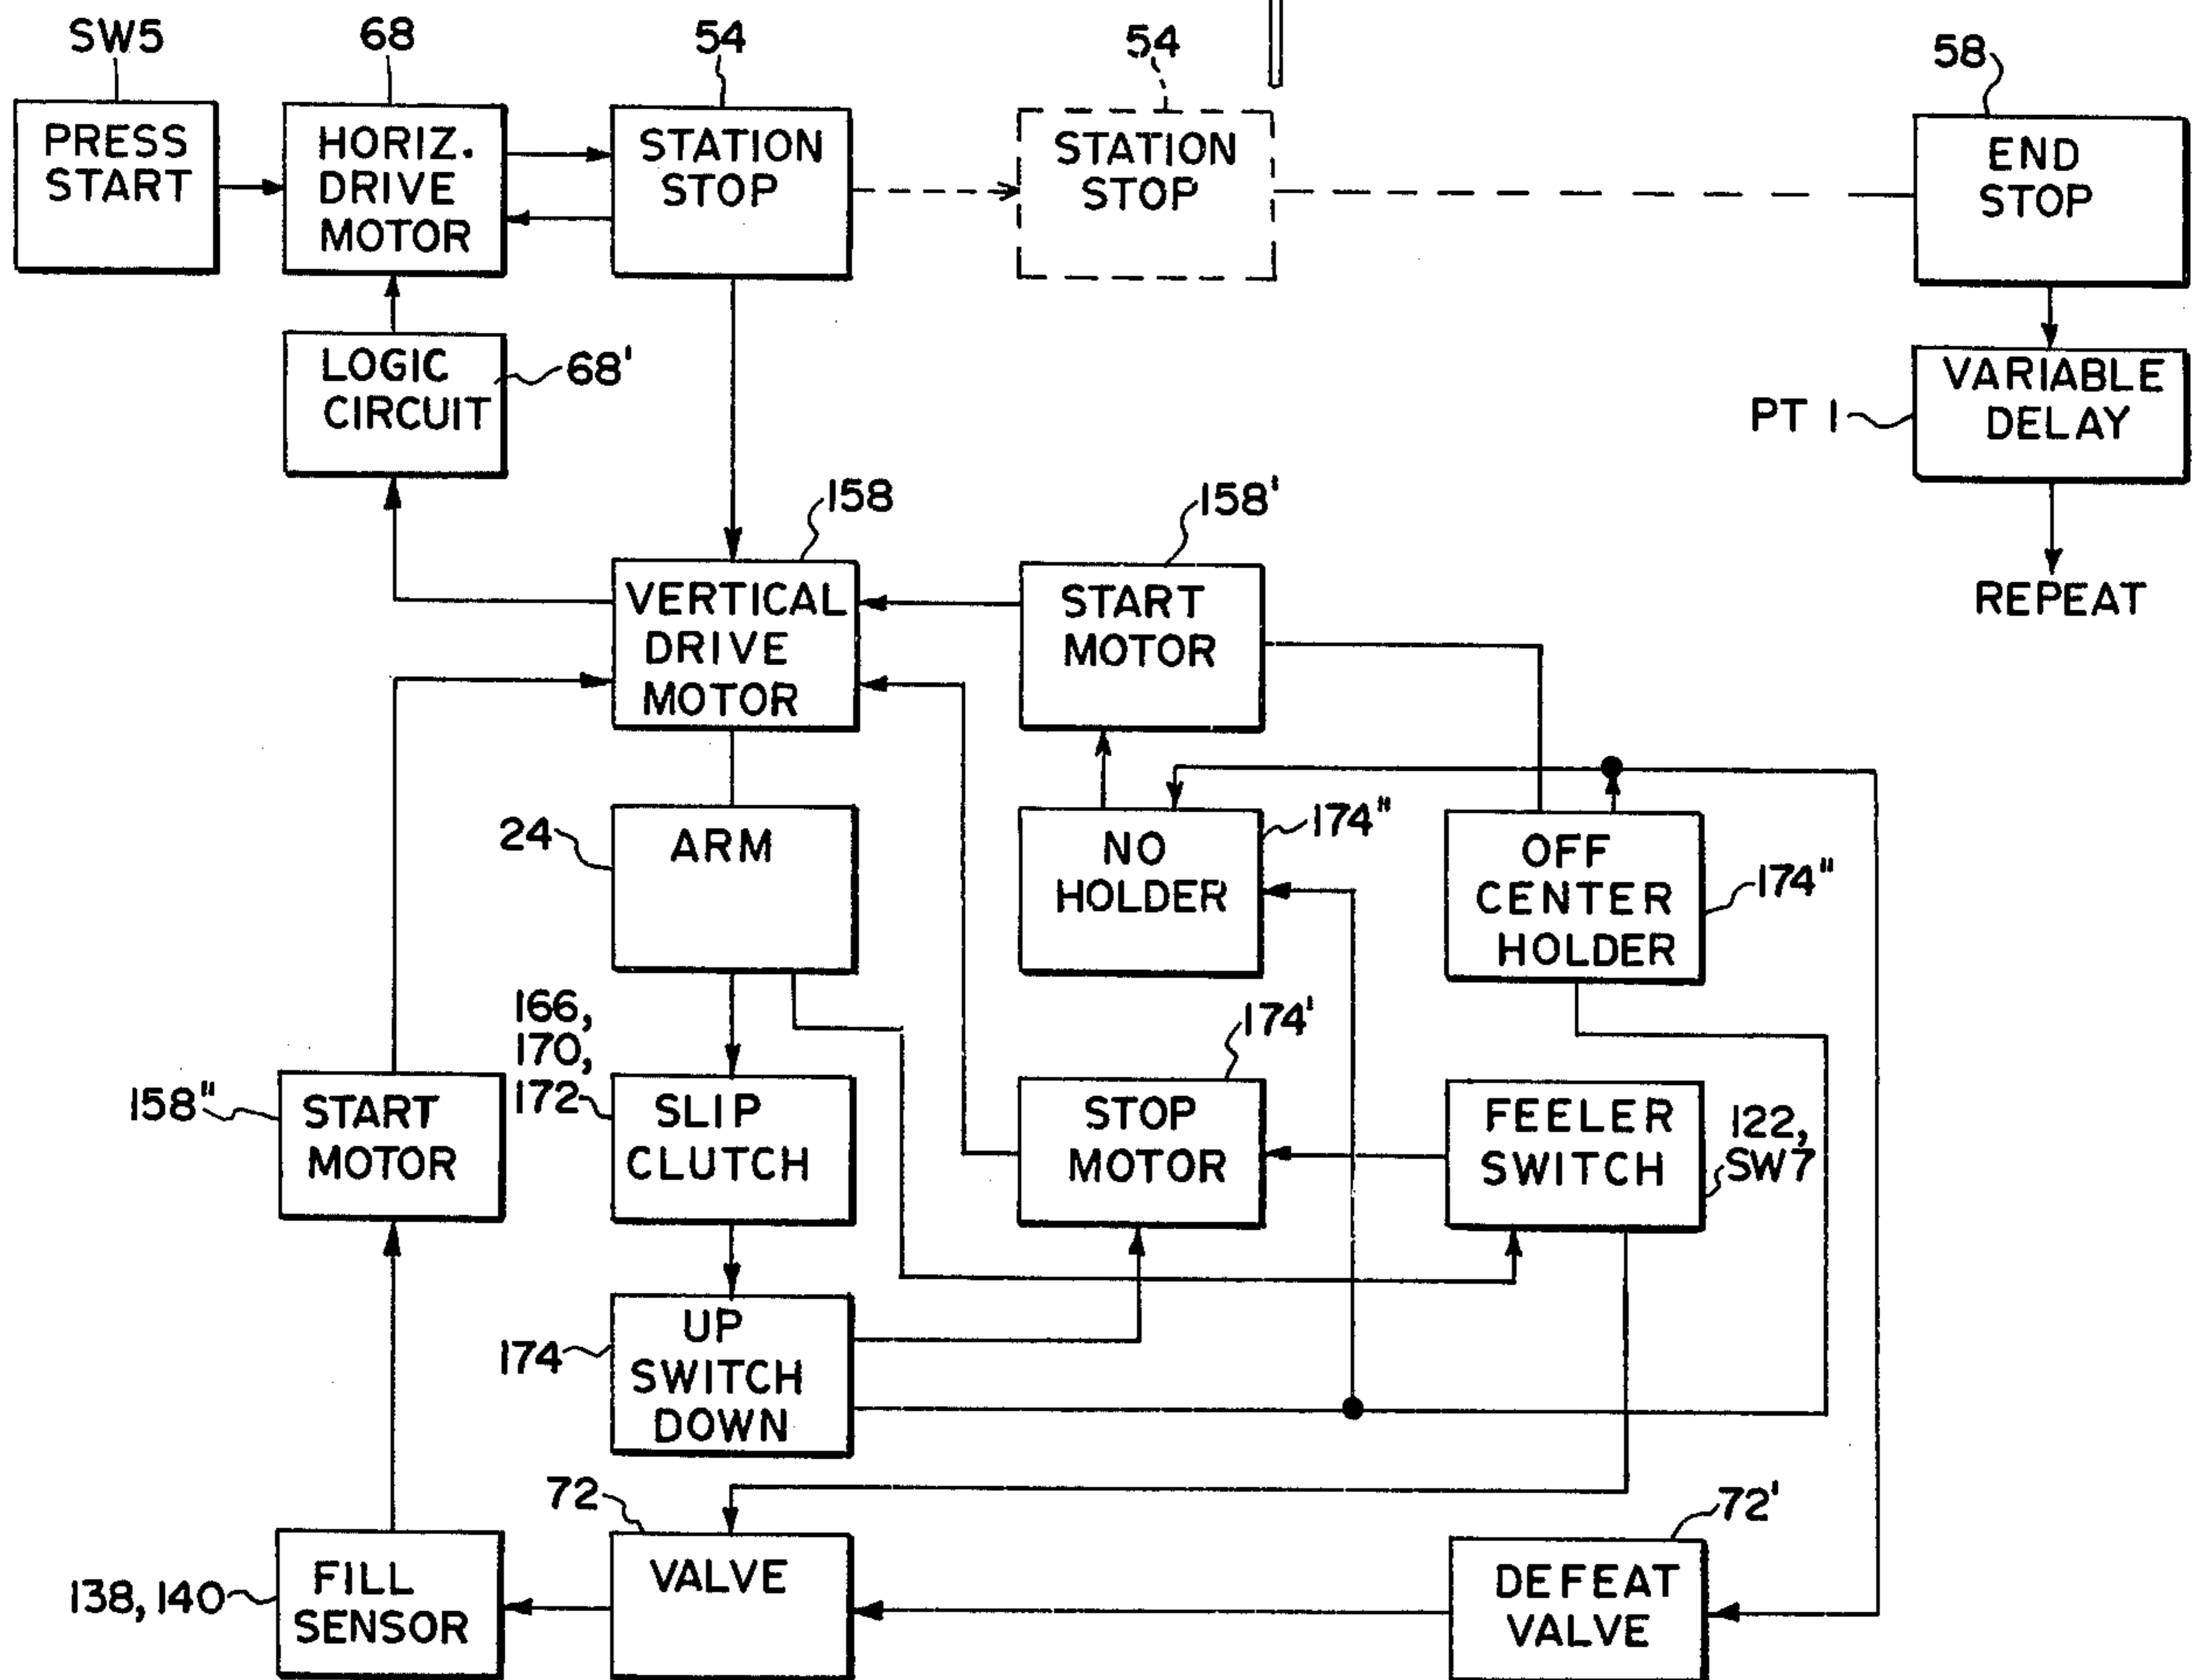 SW5
68
54
54
58
PRESS
START
HORIZ.
DRIVE
MOTOR
STATION
STOP
STATION
STOP
END
STOP
LOGIC
CIRCUIT
68'
PT 1
VARIABLE
DELAY
REPEAT
158
158'
VERTICAL
DRIVE
MOTOR
START
MOTOR
24
ARM
NO
HOLDER
174"
OFF
CENTER
HOLDER
174"
166,
170,
172
174'
158"
START
MOTOR
SLIP
CLUTCH
STOP
MOTOR
FEELER
SWITCH
122,
SW7
174
UP
SWITCH
DOWN
72
72'
138, 140
FILL
SENSOR
VALVE
DEFEAT
VALVE